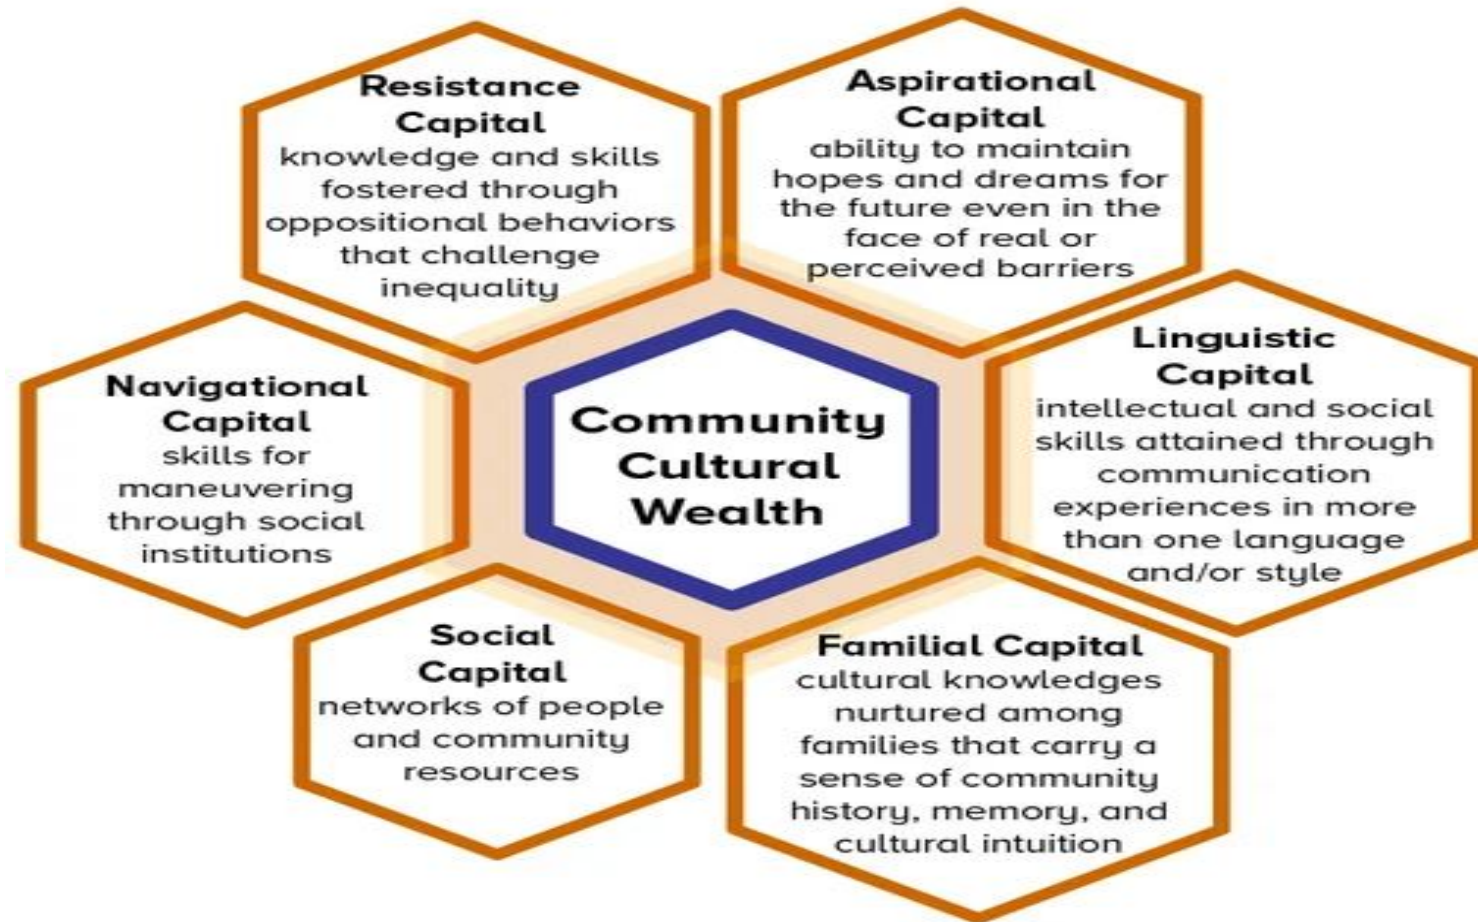 Resistance
Capital
knowledge and skills
fostered through
oppositional behaviors
that challenge
inequality
Aspirational
Capital
ability to maintain
hopes and dreams for
the future even in the
face of real or
perceived barriers
Navigational
Capital
skills for
maneuvering
through social
institutions
Community
Cultural
Wealth
Linguistic
Capital
intellectual and social
skills attained through
communication
experiences in more
than one language
and/or style
Social
Capital
networks of people
and community
resources
Familial Capital
cultural knowledges
nurtured among
families that carry a
sense of community
history, memory, and
cultural intuition